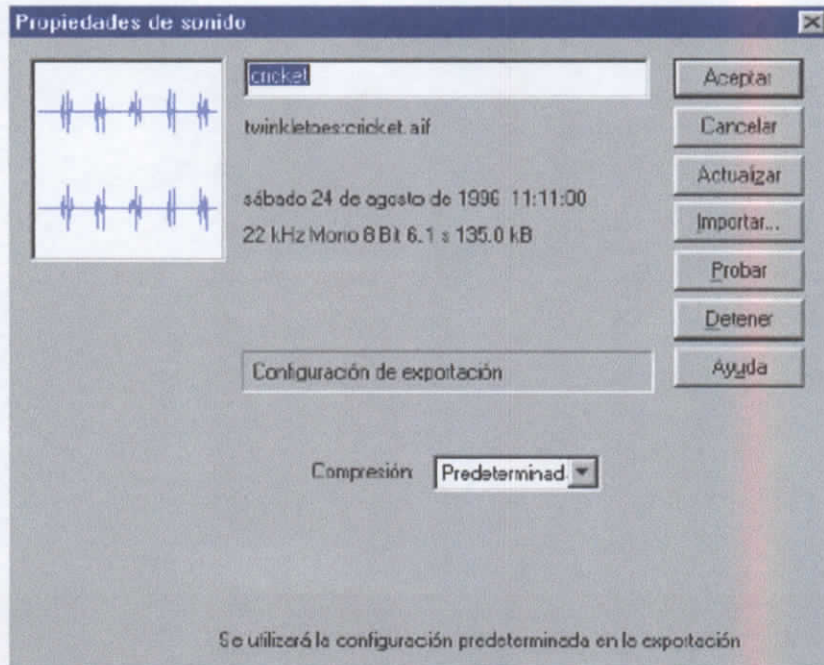 Propiedades de sonido
cricket
twinkletoes:cricket.aif
sábado 24 de agosto de 1996 11:11:00
22 kHz Mono 8 Bit 6.1 s 135.0 kB
Configuración de exportación
Compresión:
Predeterminad.
Se utilizará la configuración predeterminada en la exportación
Aceptar
Cancelar
Actualizar
Importar...
Probar
Detener
Ayuda